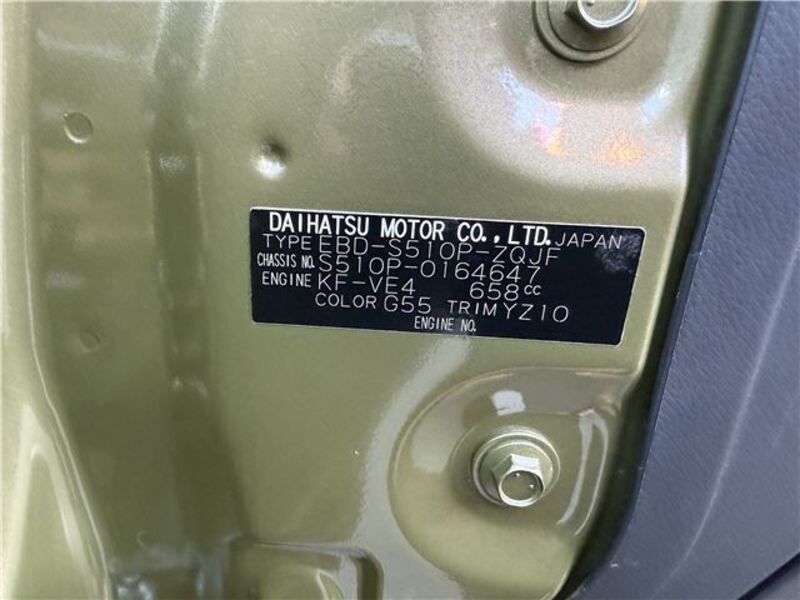 DAIHATSU MOTOR CO., LTD. JAPAN
TYPE EBD-S510P-ZQJF
CHASSIS NO. S510P-0164647
ENGINE KF-VE4 658cc
COLOR G55 TRIM YZ10
ENGINE NO.